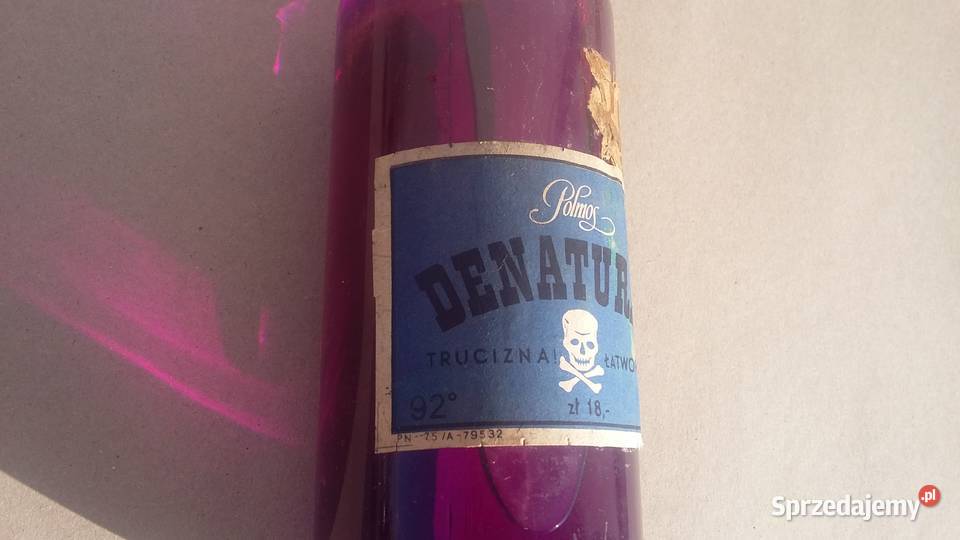 Polmos
DENATUR
TRUCIZNA! ŁATWO
92° zł 18,-
PN-75/A-79532
Sprzedajemy.pl